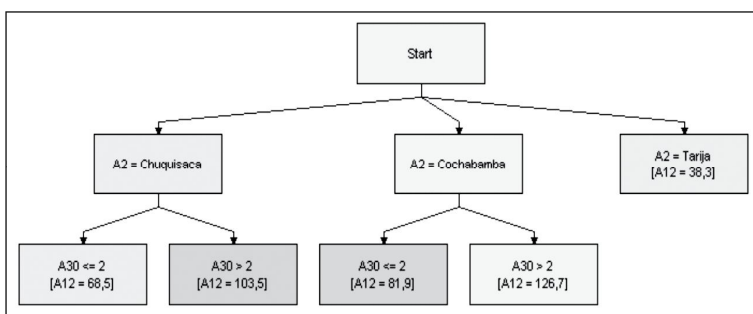 Start
A2 = Chuquisaca
A2 = Cochabamba
A2 = Tarija
[A12 = 38,3]
A30 <= 2
[A12 = 68,5]
A30 > 2
[A12 = 103,5]
A30 <= 2
[A12 = 81,9]
A30 > 2
[A12 = 126,7]